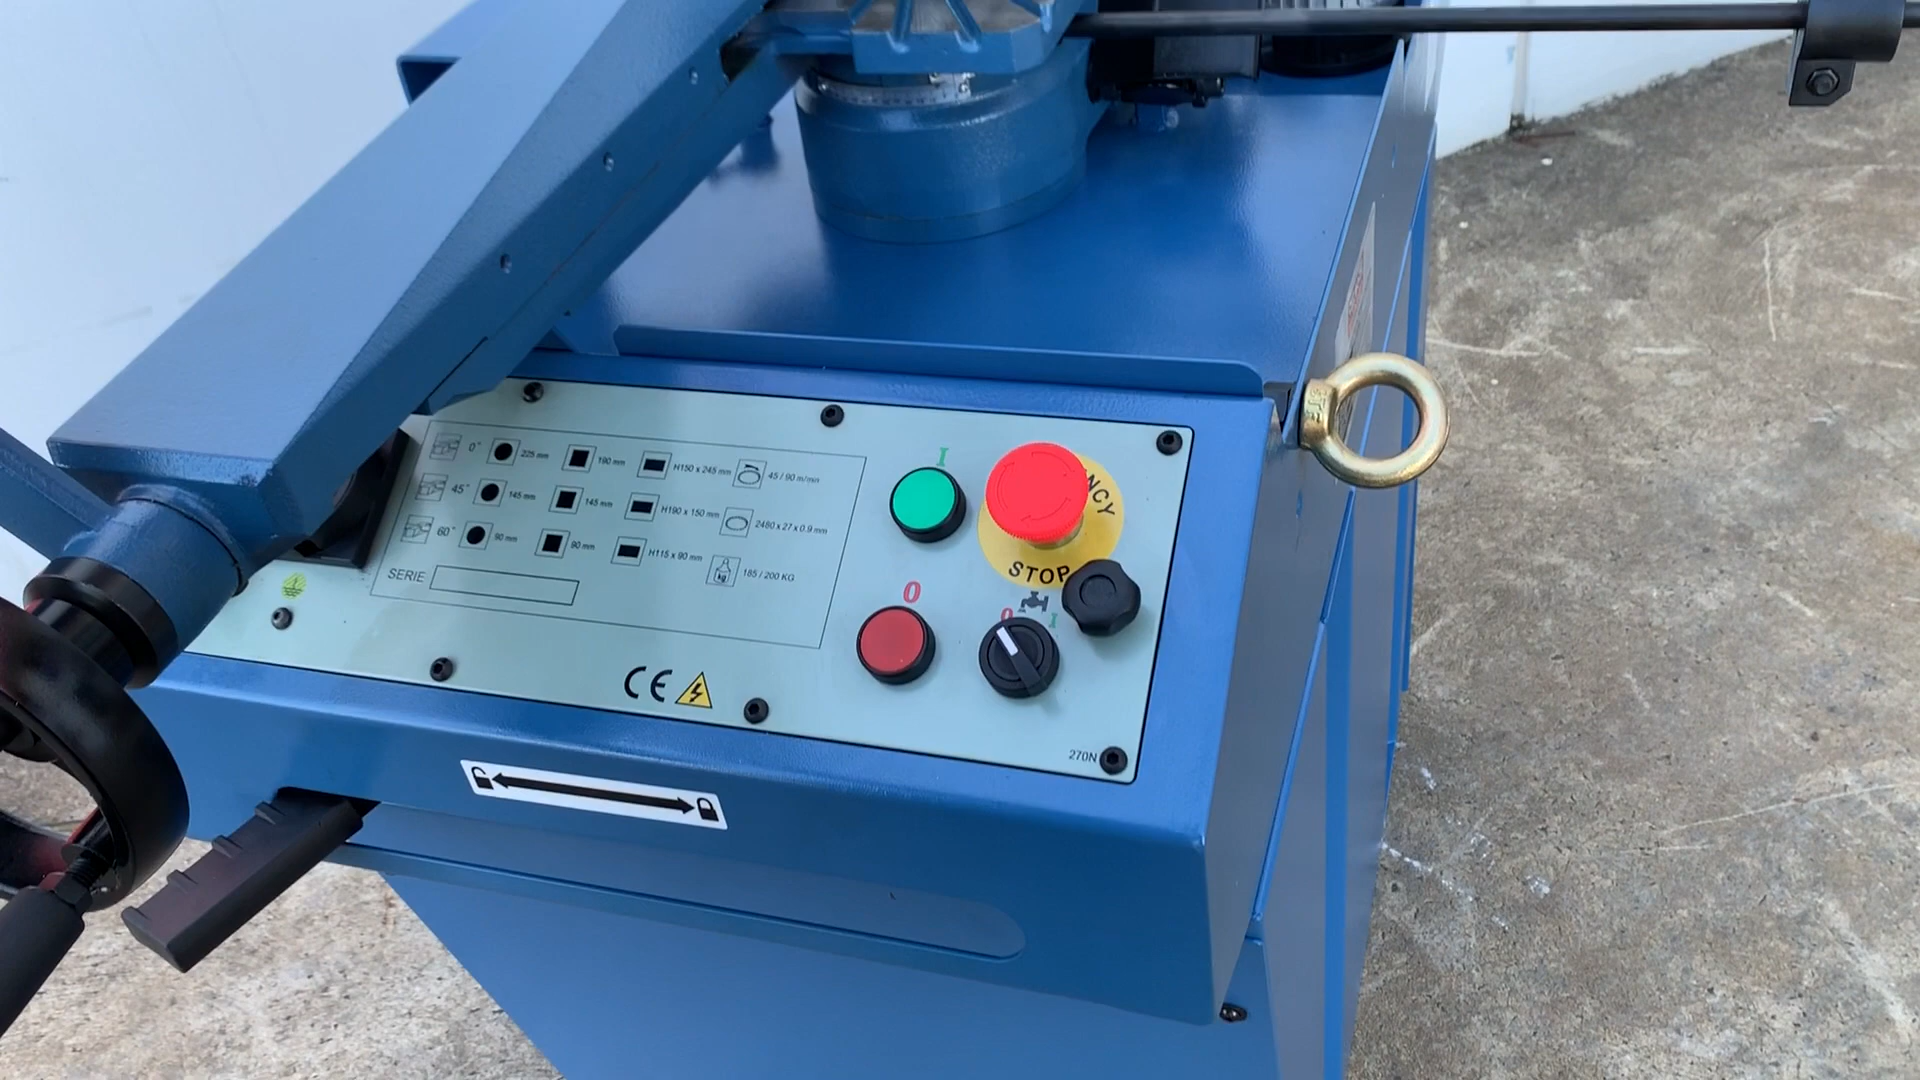 0° 225 mm 190 mm H150 x 245 mm 45 / 90 m/min
45° 145 mm 145 mm H190 x 150 mm 2480 x 27 x 0.9 mm
60° 90 mm 90 mm H115 x 90 mm kg 185 / 200 KG
SERIE
I
NCY
STOP
0
0 I
CE
270N